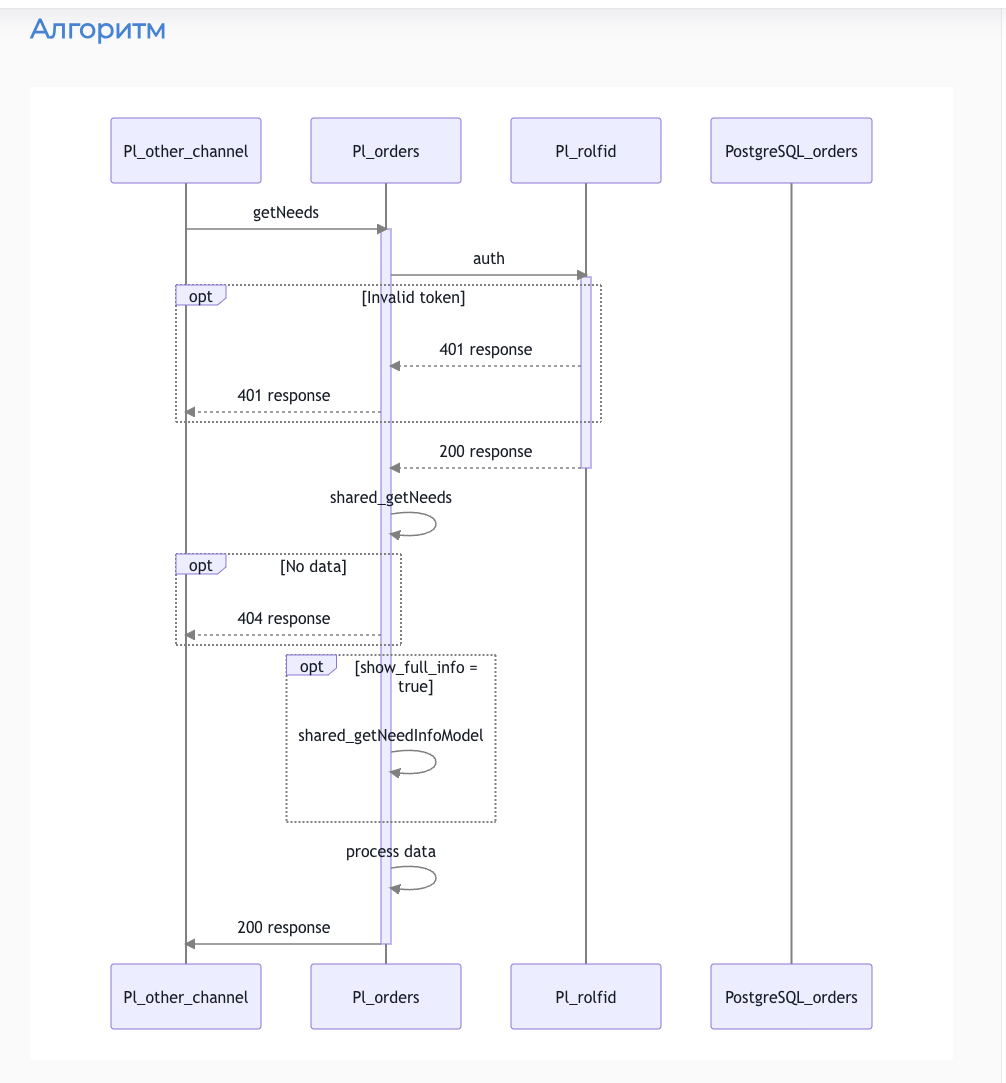 Алгоритм
Pl_other_channel
Pl_orders
Pl_rolfid
PostgreSQL_orders
getNeeds
auth
opt
[Invalid token]
401 response
401 response
200 response
shared_getNeeds
opt
[No data]
404 response
opt
[show_full_info =
true]
shared_getNeedInfoModel
process data
200 response
Pl_other_channel
Pl_orders
Pl_rolfid
PostgreSQL_orders